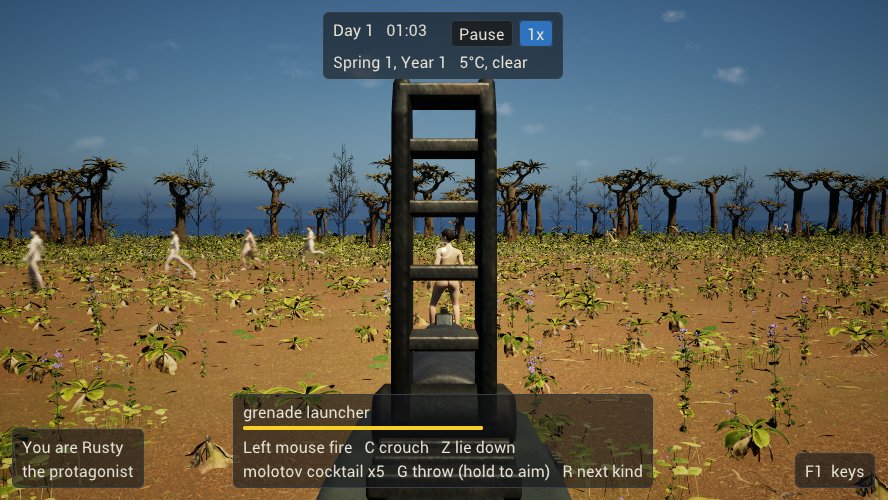 Day 1 01:03 Pause 1x
Spring 1, Year 1 5°C, clear
grenade launcher
Left mouse fire C crouch Z lie down
molotov cocktail x5 G throw (hold to aim) R next kind
You are Rusty
the protagonist
F1 keys